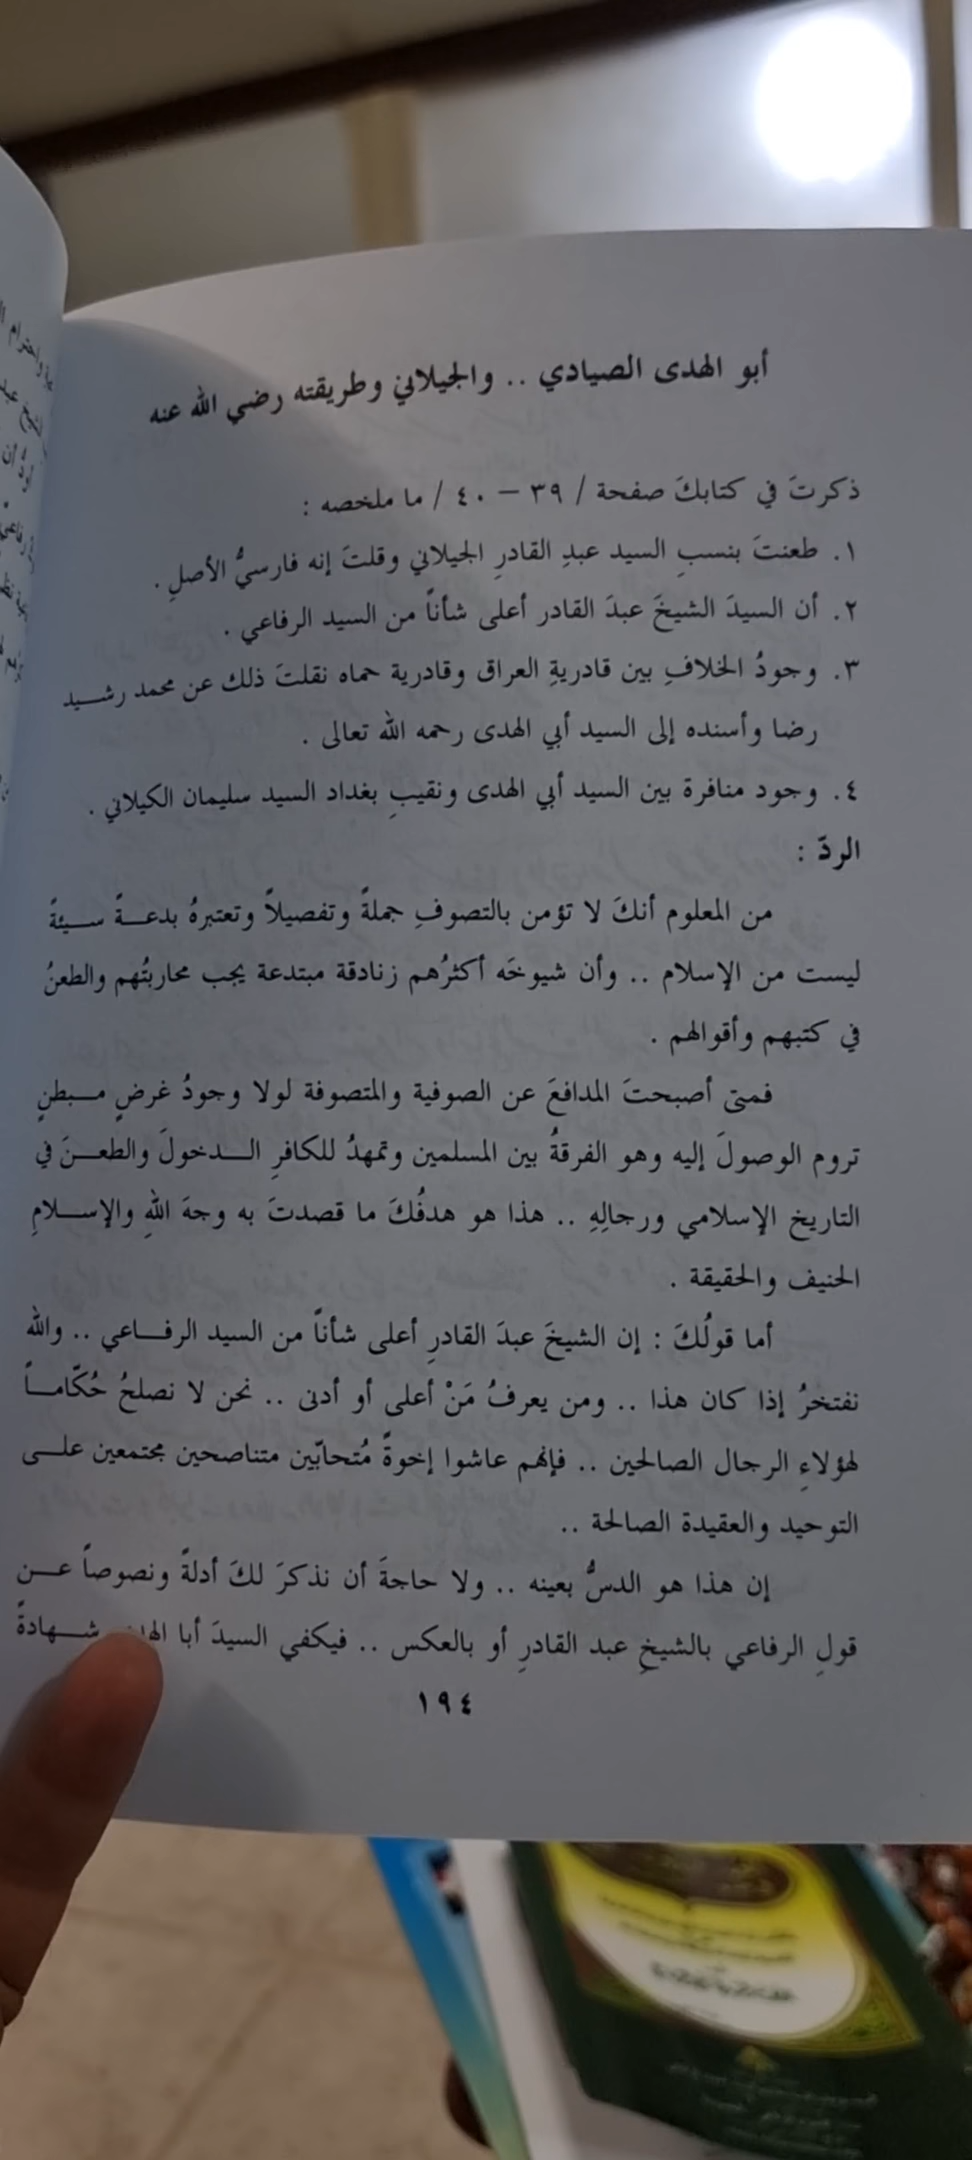 أبو الهدى الصيادي .. والجيلاني وطريقته رضي الله عنه
ذكرتَ في كتابكَ صفحة / ٣٩ – ٤٠ / ما ملخصه :
١. طعنتَ بنسبِ السيد عبدِ القادرِ الجيلاني وقلتَ إنه فارسيُّ الأصلِ .
٢. أن السيدَ الشيخَ عبدَ القادر أعلى شأناً من السيد الرفاعي .
٣. وجودُ الخلافِ بين قادريةِ العراق وقادرية حماه نقلتَ ذلك عن محمد رشـيد
رضا وأسنده إلى السيد أبي الهدى رحمه الله تعالى .
٤. وجود منافرة بين السيد أبي الهدى ونقيبِ بغداد السيد سليمان الكيلاني .
الردّ :
من المعلوم أنكَ لا تؤمن بالتصوفِ جملةً وتفصيلاً وتعتبرهُ بدعـةً سـيئةً
ليست من الإسلام .. وأن شيوخَه أكثرُهم زنادقة مبتدعة يجب محاربتُهم والطعنُ
في كتبهم وأقوالهم .
فمتى أصبحتَ المدافعَ عن الصوفية والمتصوفة لولا وجودُ غرضٍ مـبطنٍ
تروم الوصولَ إليه وهو الفرقةُ بين المسلمين وتمهدُ للكافرِ الـدخولَ والطعـنَ في
التاريخ الإسلامي ورجالِهِ .. هذا هو هدفُكَ ما قصدتَ به وجهَ اللهِ والإسـلامِ
الحنيف والحقيقة .
أما قولُكَ : إن الشيخَ عبدَ القادرِ أعلى شأناً من السيد الرفـاعي .. والله
نفتخرُ إذا كان هذا .. ومن يعرفُ مَنْ أعلى أو أدنى .. نحن لا نصلحُ حُكّامـاً
لهؤلاءِ الرجال الصالحين .. فإنهم عاشوا إخوةً مُتحابّين متناصحين مجتمعين علـى
التوحيد والعقيدة الصالحة ..
إن هذا هو الدسُّ بعينه .. ولا حاجةَ أن نذكرَ لكَ أدلةً ونصوصاً عـن
قولِ الرفاعي بالشيخِ عبد القادرِ أو بالعكس .. فيكفي السيدَ أبا شـهادةً
١٩٤